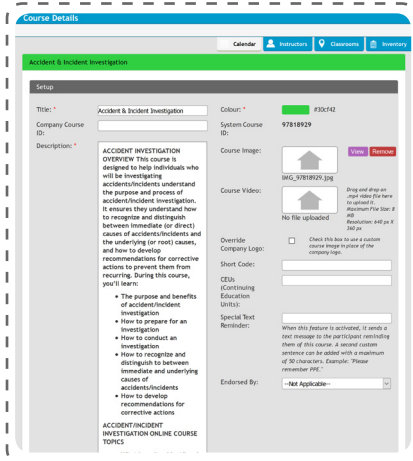 Course Details
Calendar
Instructors
Classrooms
Inventory
Accident & Incident Investigation
Setup
Title: *
Accident & Incident Investigation
Colour: *
#30cf42
Company Course
ID:
System Course
ID:
97818929
Description: *
ACCIDENT INVESTIGATION
OVERVIEW This course is
designed to help individuals who
will be investigating
accidents/incidents understand
the purpose and process of
accident/incident investigation.
It ensures they understand how
to recognize and distinguish
between immediate (or direct)
causes of accidents/incidents and
the underlying (or root) causes,
and how to develop
recommendations for corrective
actions to prevent them from
recurring. During this course,
you'll learn:
• The purpose and benefits
of accident/incident
investigation
• How to prepare for an
investigation
• How to conduct an
investigation
• How to recognize and
distinguish to between
immediate and underlying
causes of
accidents/incidents
• How to develop
recommendations for
corrective actions
ACCIDENT/INCIDENT
INVESTIGATION ONLINE COURSE
TOPICS
Course Image:
View
Remove
IMG_97818929.jpg
Course Video:
No file uploaded
Drag and drop an
.mp4 video file here
to upload it.
Maximum File Size: 8
MB
Resolution: 640 px X
360 px
Override
Company Logo:
Check this box to use a custom
course image in place of the
company logo.
Short Code:
CEUs
(Continuing
Education
Units):
Special Text
Reminder:
When this feature is activated, it sends a
text message to the participant reminding
them of this course. A second custom
sentence can be added with a maximum
of 50 characters. Example: "Please
remember PPE."
Endorsed By:
--Not Applicable--